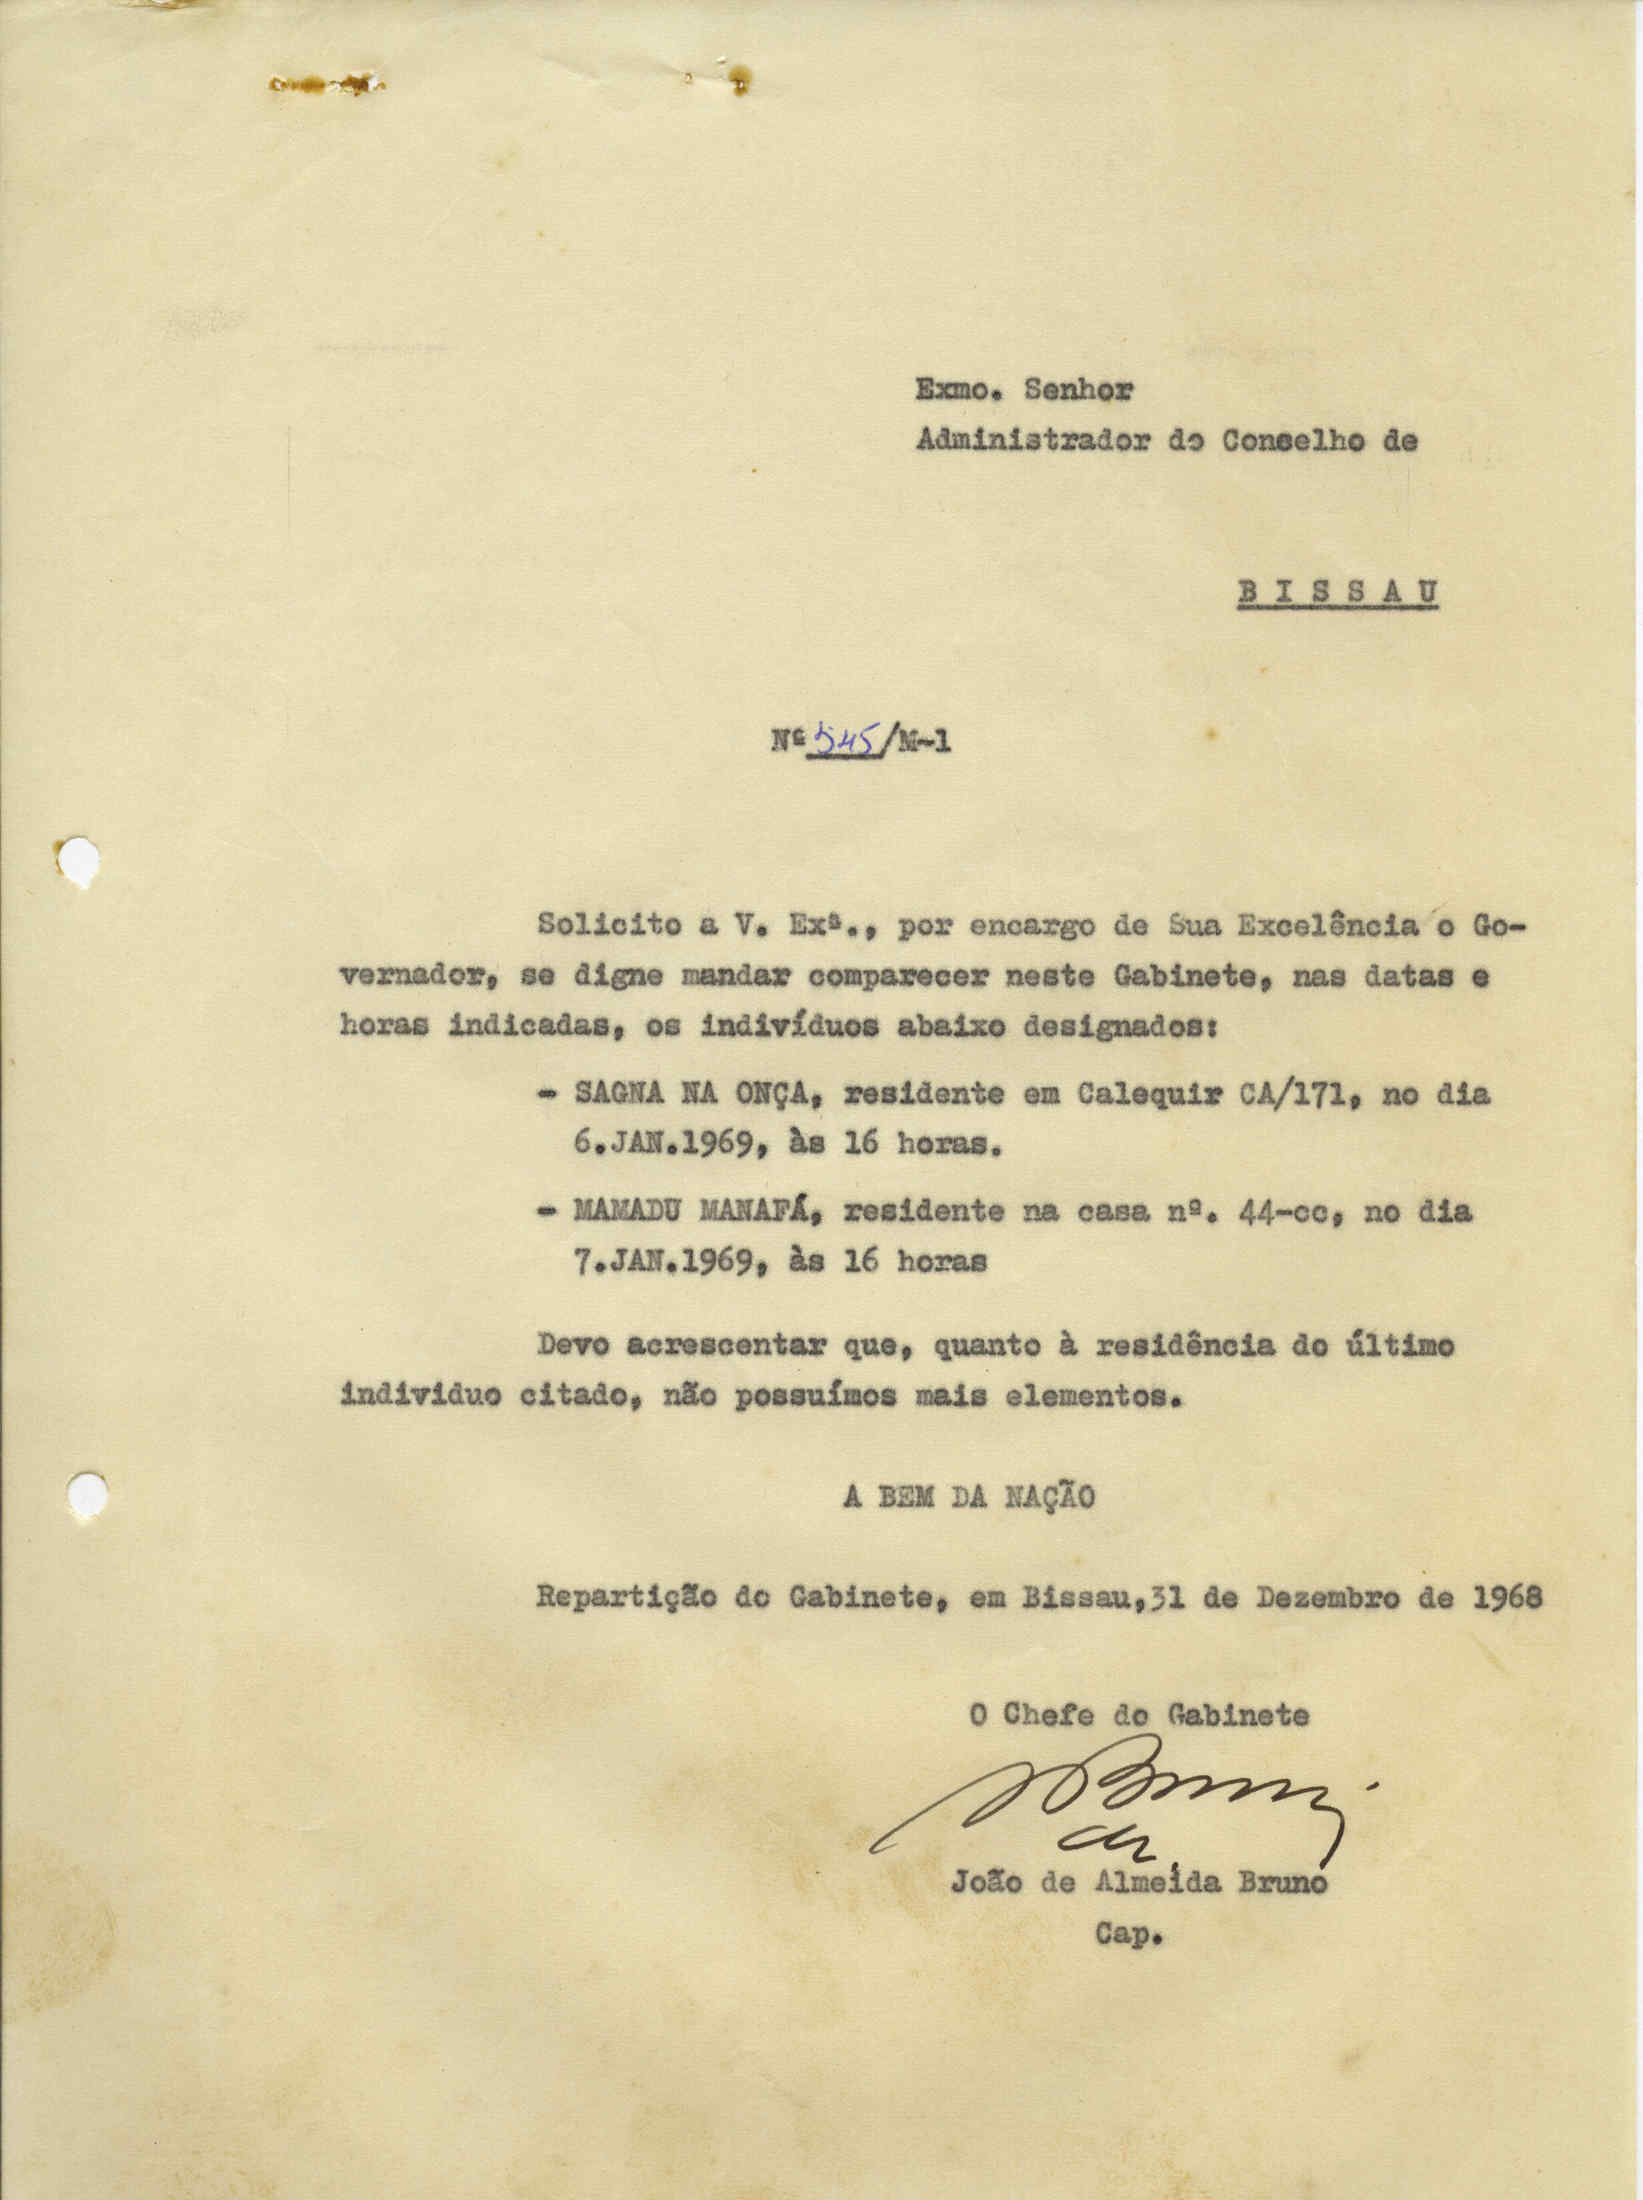 Exmo. Senhor
Administrador do Conselho de
B I S S A U
Nº 545/M-1
Solicito a V. Exª., por encargo de Sua Excelência o Go-
vernador, se digne mandar comparecer neste Gabinete, nas datas e
horas indicadas, os indivíduos abaixo designados:
- SAGNA NA ONÇA, residente em Calequir CA/171, no dia
6.JAN.1969, às 16 horas.
- MAMADU MANAFÁ, residente na casa nº. 44-cc, no dia
7.JAN.1969, às 16 horas
Devo acrescentar que, quanto à residência do último
individuo citado, não possuímos mais elementos.
A BEM DA NAÇÃO
Repartição do Gabinete, em Bissau,31 de Dezembro de 1968
O Chefe do Gabinete
João de Almeida Bruno
Cap.